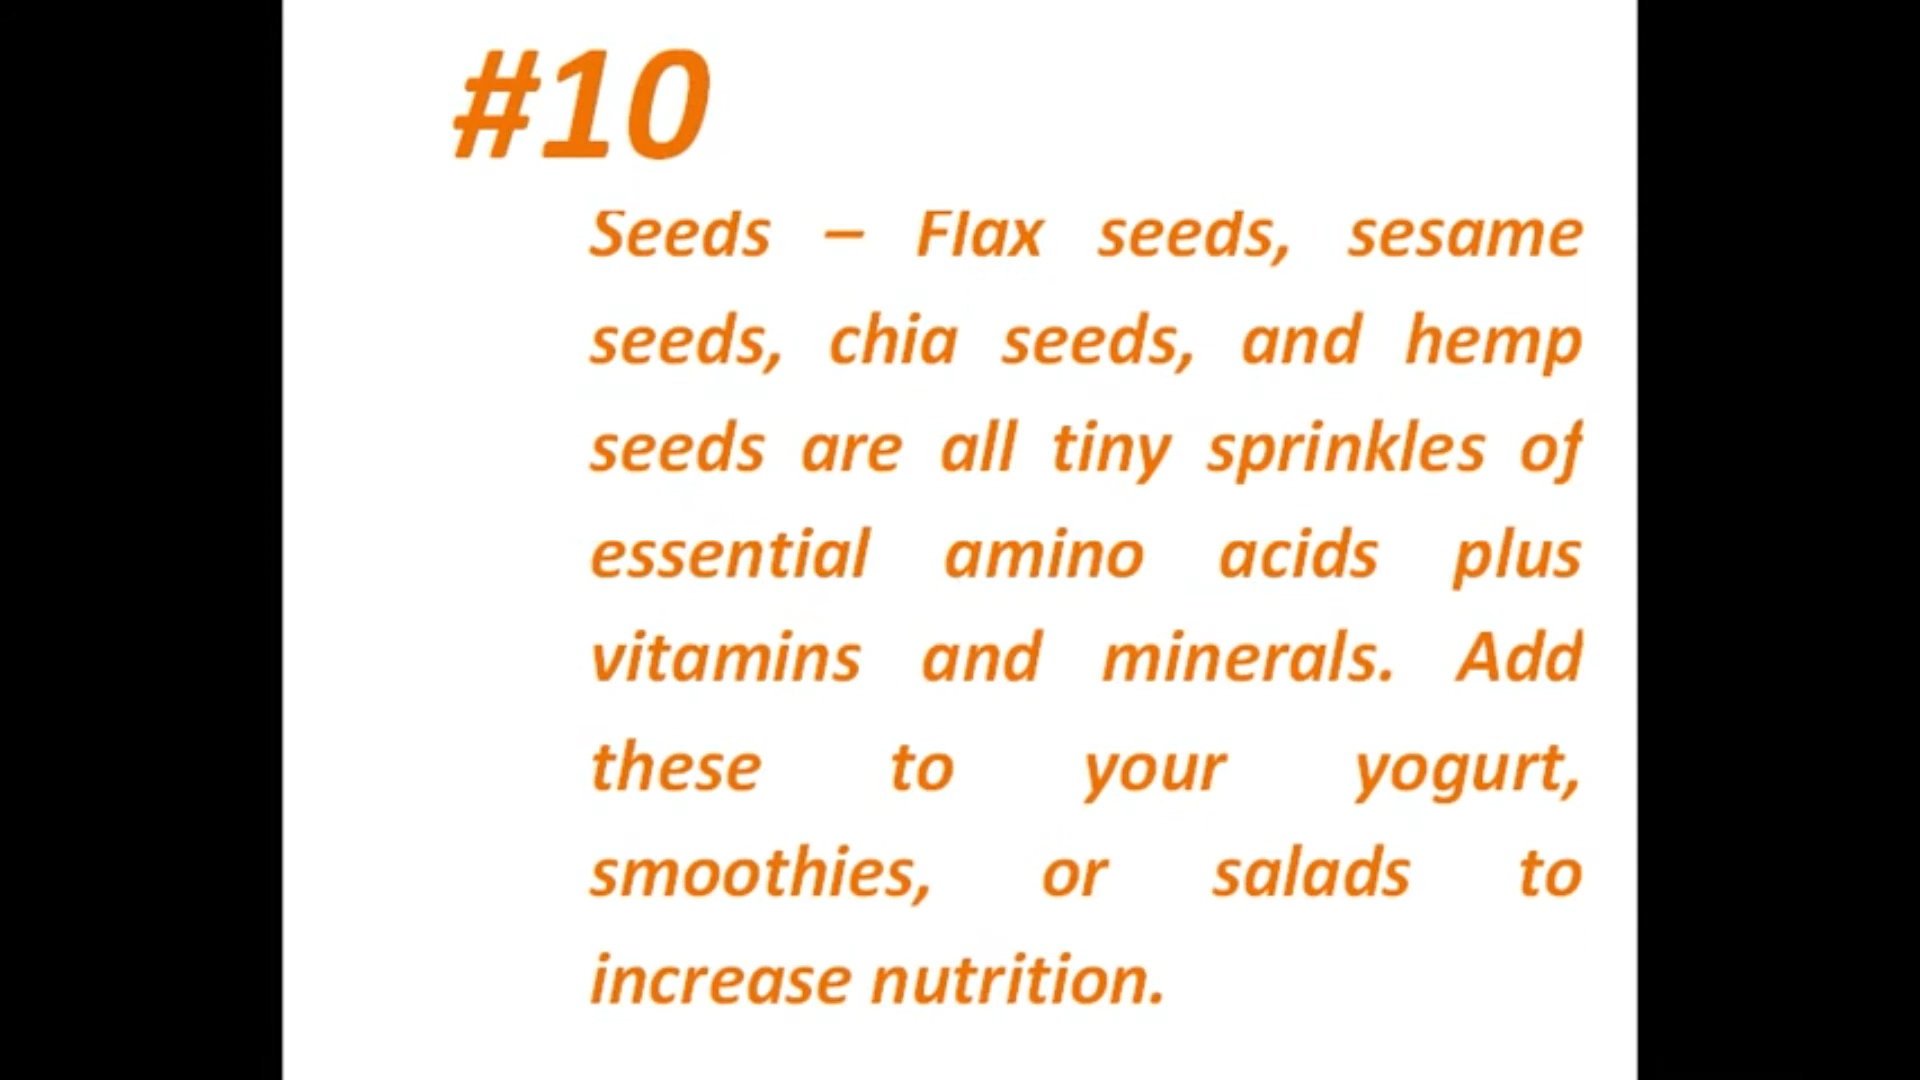 #10
Seeds – Flax seeds, sesame
seeds, chia seeds, and hemp
seeds are all tiny sprinkles of
essential amino acids plus
vitamins and minerals. Add
these to your yogurt,
smoothies, or salads to
increase nutrition.